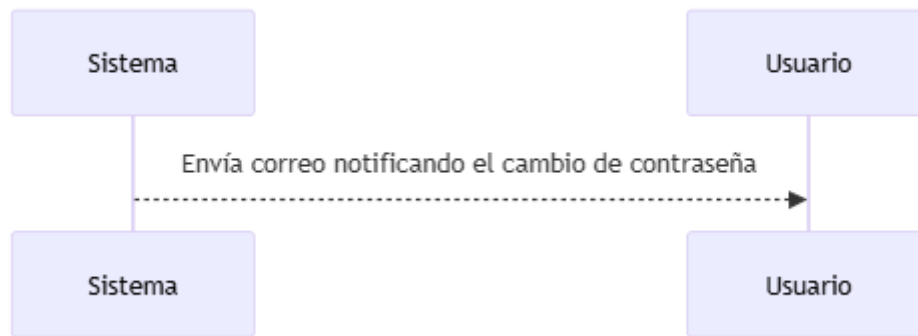 Sistema
Usuario
Envía correo notificando el cambio de contraseña
Sistema
Usuario